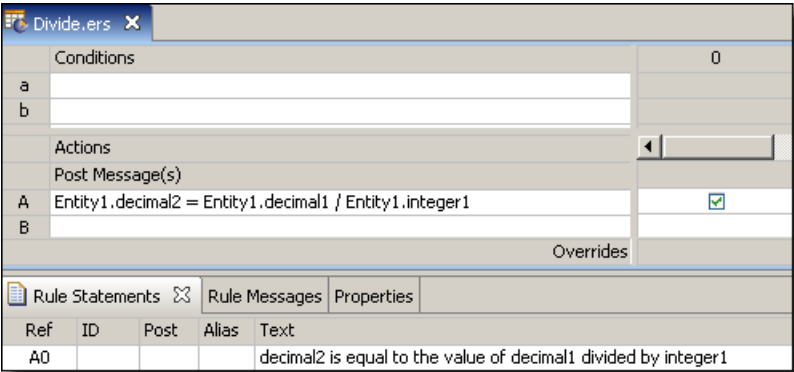 Divide.ers
Conditions 0
a
b
Actions
Post Message(s)
A Entity1.decimal2 = Entity1.decimal1 / Entity1.integer1
B
Overrides
Rule Statements Rule Messages Properties
Ref ID Post Alias Text
A0 decimal2 is equal to the value of decimal1 divided by integer1